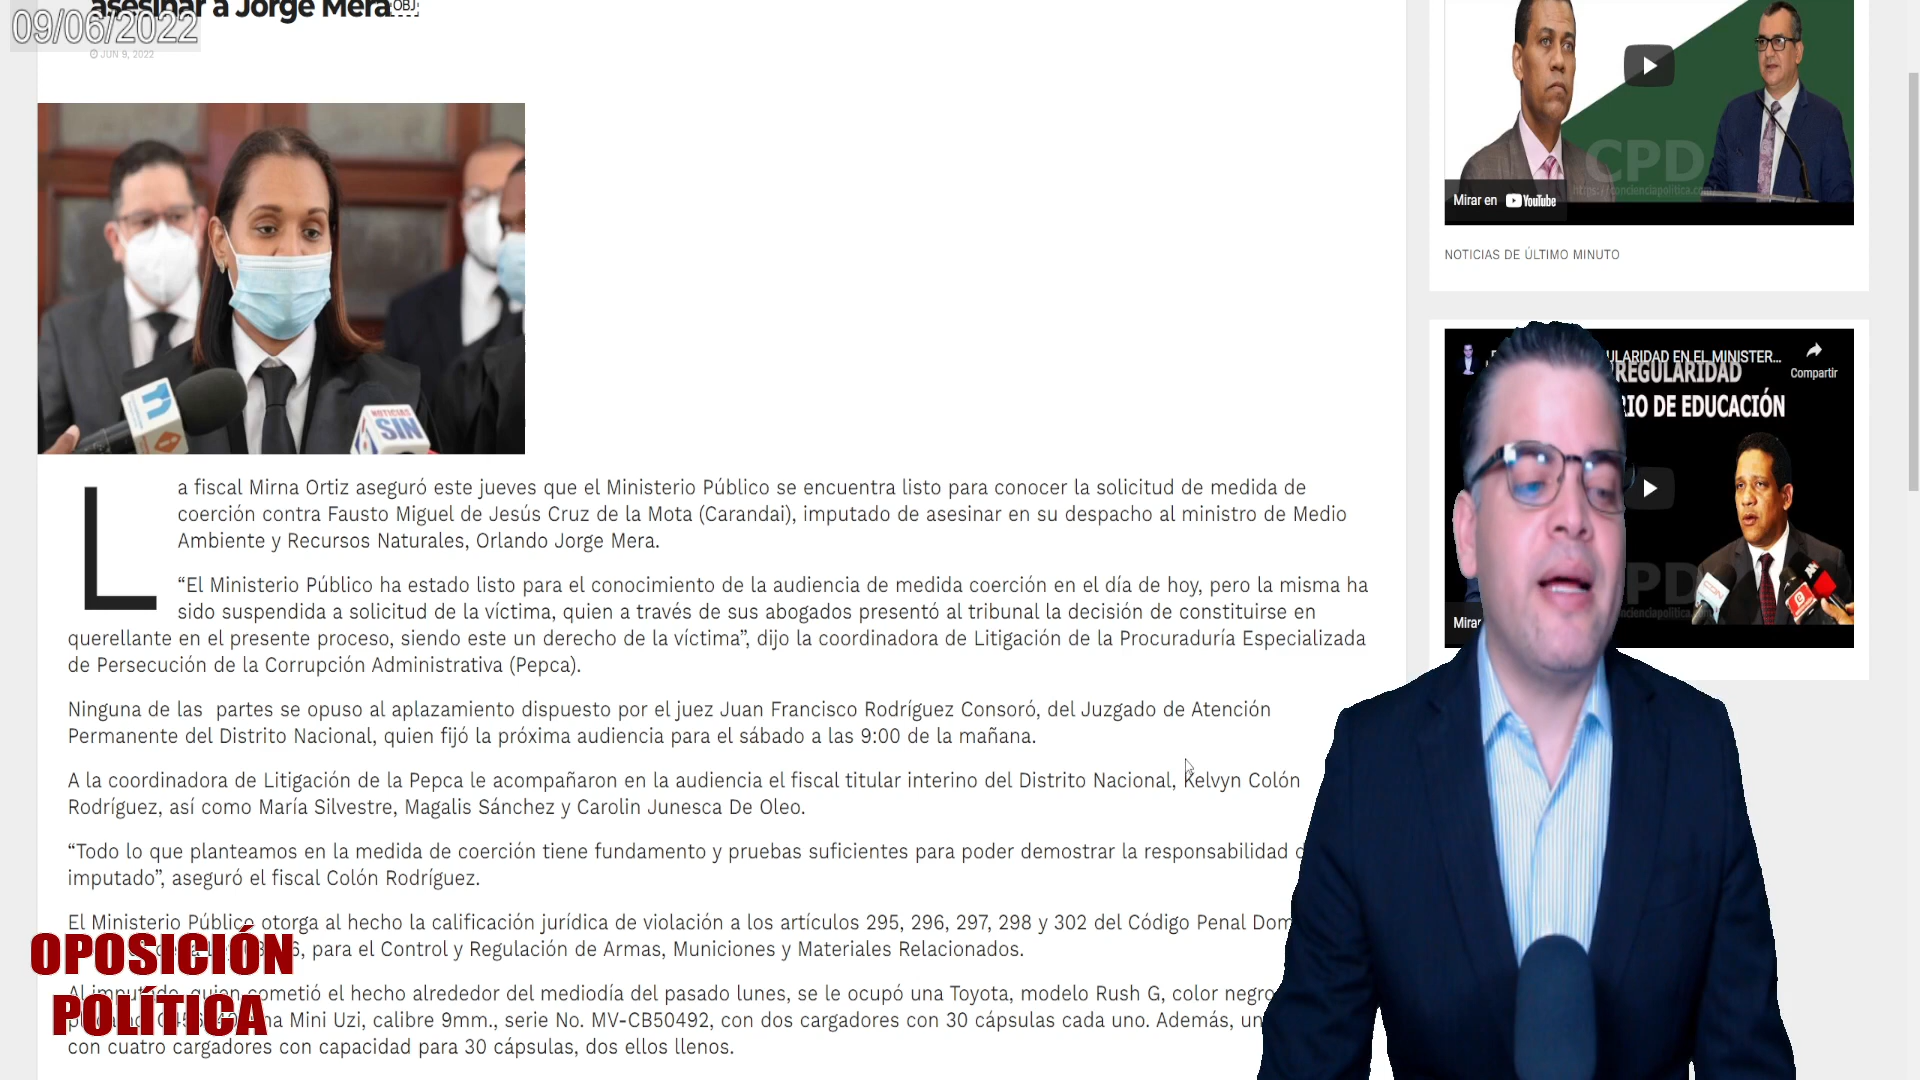 asesinar a Jorge Mera OBJ
09/06/2022
JUN 9, 2022
CPD
https://concienciapolitica.com/
Mirar en YouTube
NOTICIAS DE ÚLTIMO MINUTO
ULARIDAD EN EL MINISTER...
Compartir
REGULARIDAD
RIO DE EDUCACIÓN
CPD
NOTICIAS
SIN
a fiscal Mirna Ortiz aseguró este jueves que el Ministerio Público se encuentra listo para conocer la solicitud de medida de
coerción contra Fausto Miguel de Jesús Cruz de la Mota (Carandai), imputado de asesinar en su despacho al ministro de Medio
L Ambiente y Recursos Naturales, Orlando Jorge Mera.
“El Ministerio Público ha estado listo para el conocimiento de la audiencia de medida coerción en el día de hoy, pero la misma ha
sido suspendida a solicitud de la víctima, quien a través de sus abogados presentó al tribunal la decisión de constituirse en
querellante en el presente proceso, siendo este un derecho de la víctima”, dijo la coordinadora de Litigación de la Procuraduría Especializada
de Persecución de la Corrupción Administrativa (Pepca).
Ninguna de las partes se opuso al aplazamiento dispuesto por el juez Juan Francisco Rodríguez Consoró, del Juzgado de Atención
Permanente del Distrito Nacional, quien fijó la próxima audiencia para el sábado a las 9:00 de la mañana.
A la coordinadora de Litigación de la Pepca le acompañaron en la audiencia el fiscal titular interino del Distrito Nacional, Kelvyn Colón
Rodríguez, así como María Silvestre, Magalis Sánchez y Carolin Junesca De Oleo.
“Todo lo que planteamos en la medida de coerción tiene fundamento y pruebas suficientes para poder demostrar la responsabilidad
imputado”, aseguró el fiscal Colón Rodríguez.
El Ministerio Público otorga al hecho la calificación jurídica de violación a los artículos 295, 296, 297, 298 y 302 del Código Penal Dom
para el Control y Regulación de Armas, Municiones y Materiales Relacionados.
Al imputado, quien cometió el hecho alrededor del mediodía del pasado lunes, se le ocupó una Toyota, modelo Rush G, color negro
Mini Uzi, calibre 9mm., serie No. MV-CB50492, con dos cargadores con 30 cápsulas cada uno. Además, un
con cuatro cargadores con capacidad para 30 cápsulas, dos ellos llenos.
OPOSICIÓN
POLÍTICA